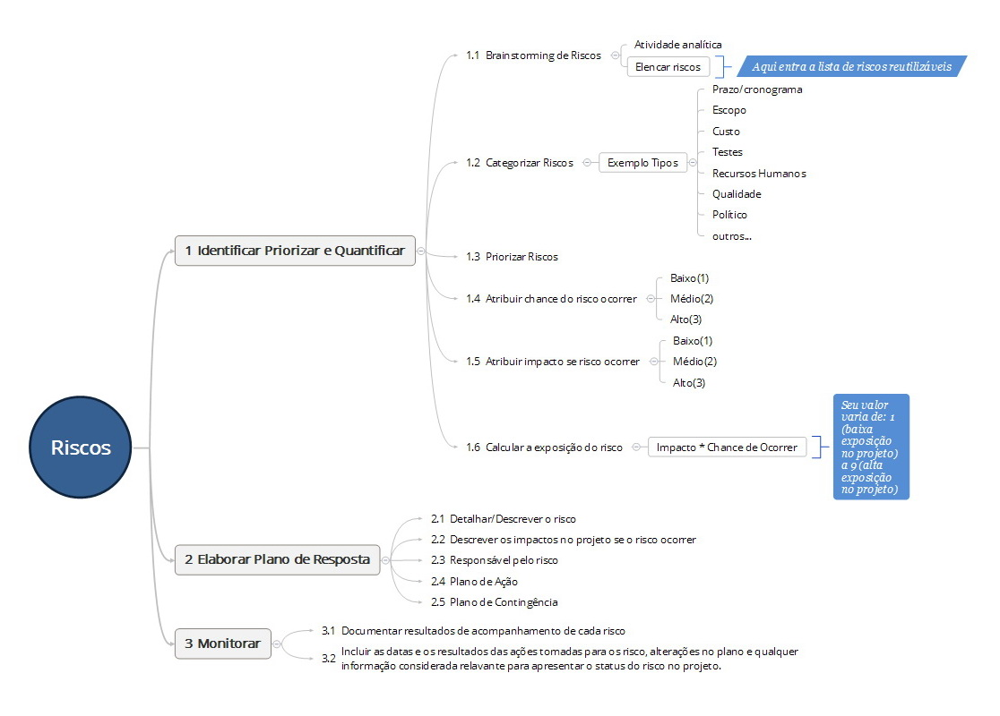 Riscos
1 Identificar Priorizar e Quantificar
1.1 Brainstorming de Riscos
Atividade analítica
Elencar riscos
Aqui entra a lista de riscos reutilizáveis
1.2 Categorizar Riscos
Exemplo Tipos
Prazo/cronograma
Escopo
Custo
Testes
Recursos Humanos
Qualidade
Político
outros...
1.3 Priorizar Riscos
1.4 Atribuir chance do risco ocorrer
Baixo(1)
Médio(2)
Alto(3)
1.5 Atribuir impacto se risco ocorrer
Baixo(1)
Médio(2)
Alto(3)
1.6 Calcular a exposição do risco
Impacto * Chance de Ocorrer
Seu valor
varia de: 1
(baixa
exposição
no projeto)
a 9 (alta
exposição
no projeto)
2 Elaborar Plano de Resposta
2.1 Detalhar/Descrever o risco
2.2 Descrever os impactos no projeto se o risco ocorrer
2.3 Responsável pelo risco
2.4 Plano de Ação
2.5 Plano de Contingência
3 Monitorar
3.1 Documentar resultados de acompanhamento de cada risco
3.2 Incluir as datas e os resultados das ações tomadas para os risco, alterações no plano e qualquer
informação considerada relavante para apresentar o status do risco no projeto.